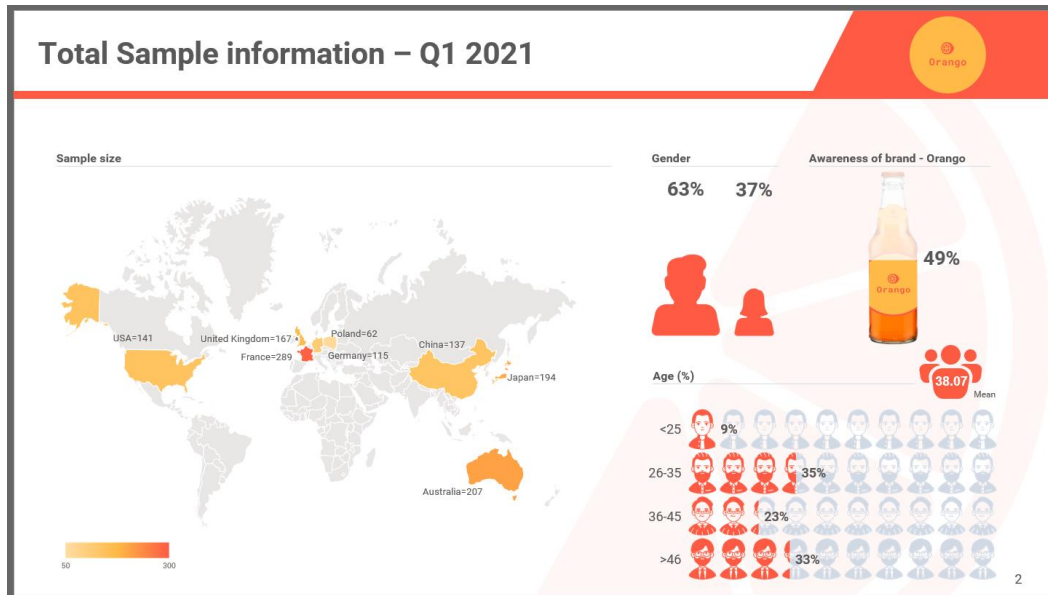 Total Sample information – Q1 2021
Orango
Sample size
USA=141
United Kingdom=167
France=289
Poland=62
Germany=115
China=137
Japan=194
Australia=207
50
300
Gender
63%
37%
Awareness of brand - Orango
49%
Orango
Age (%)
38.07
Mean
<25
9%
26-35
35%
36-45
23%
>46
33%
2